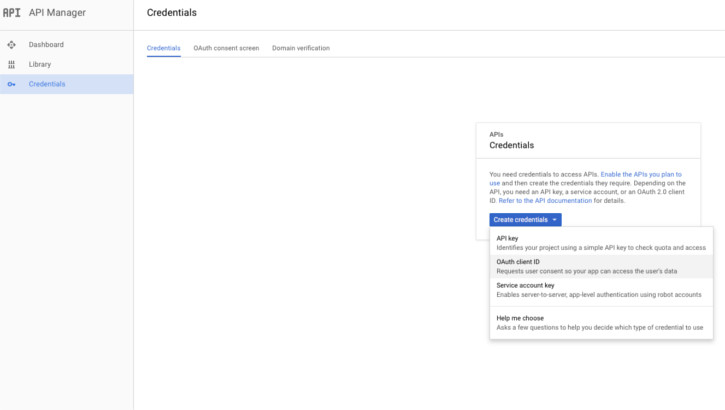 API API Manager
Credentials
Dashboard
Library
Credentials
Credentials OAuth consent screen Domain verification
APIs
Credentials
You need credentials to access APIs. Enable the APIs you plan to
use and then create the credentials they require. Depending on the
API, you need an API key, a service account, or an OAuth 2.0 client
ID. Refer to the API documentation for details.
Create credentials
API key
Identifies your project using a simple API key to check quota and access
OAuth client ID
Requests user consent so your app can access the user's data
Service account key
Enables server-to-server, app-level authentication using robot accounts
Help me choose
Asks a few questions to help you decide which type of credential to use